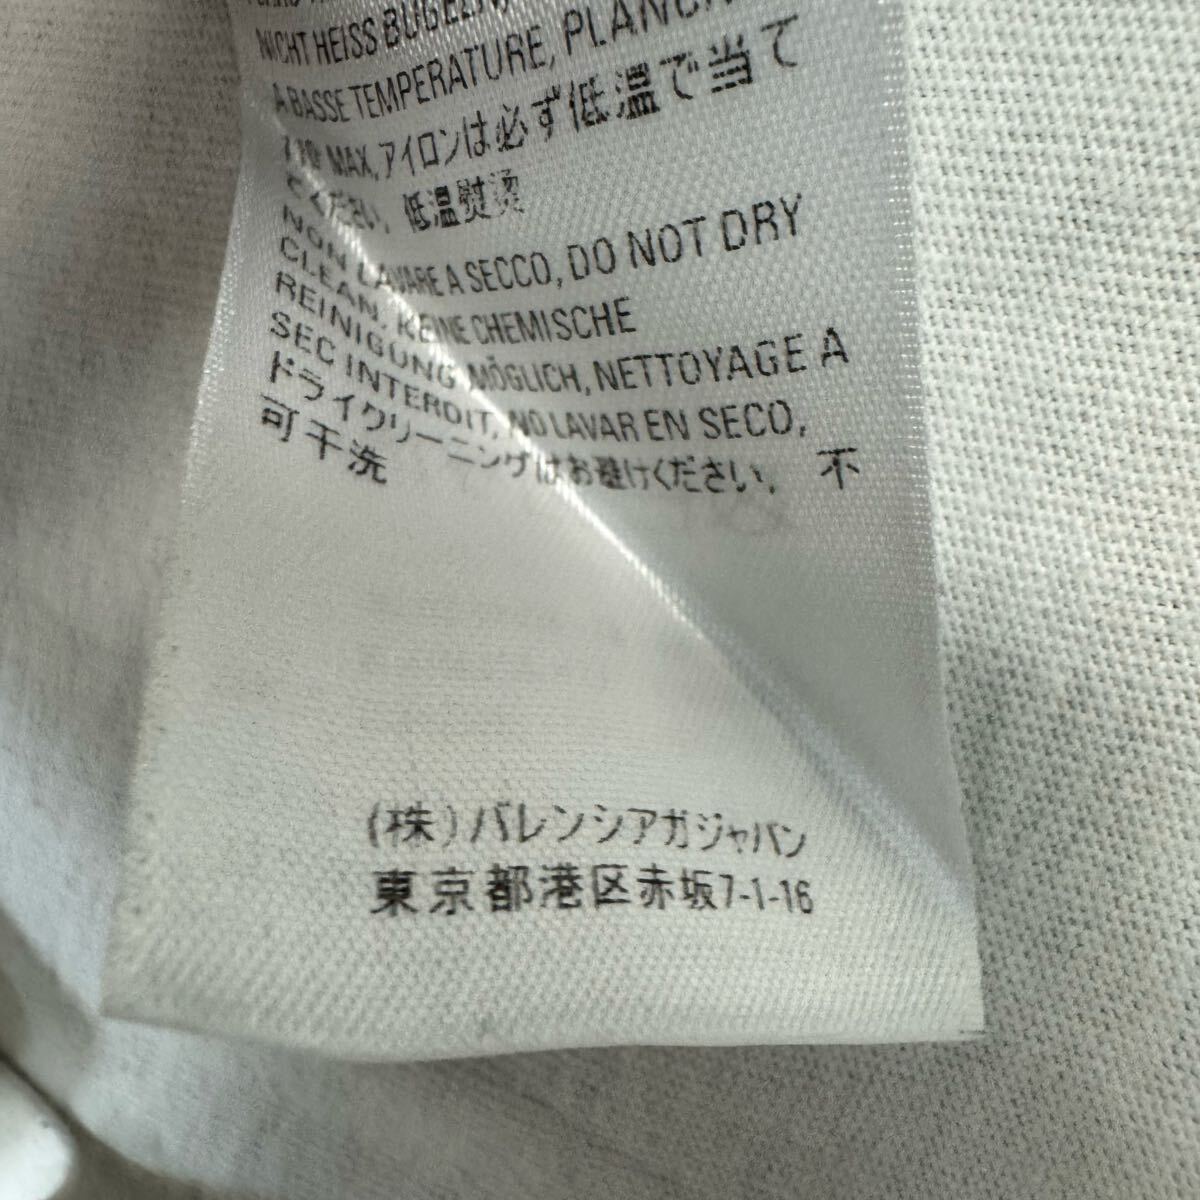 NICHT HEISS BÜGELN,
A BASSE TEMPERATURE, PLANCHA
MAX, アイロンは必ず低温で当て
てください, 低温熨烫
NON LAVARE A SECCO, DO NOT DRY
CLEAN, KEINE CHEMISCHE
REINIGUNG MÖGLICH, NETTOYAGE A
SEC INTERDIT, NO LAVAR EN SECO,
ドライクリーニングはお避けください, 不
可干洗
(株)バレンシアガジャパン
東京都港区赤坂7-1-16